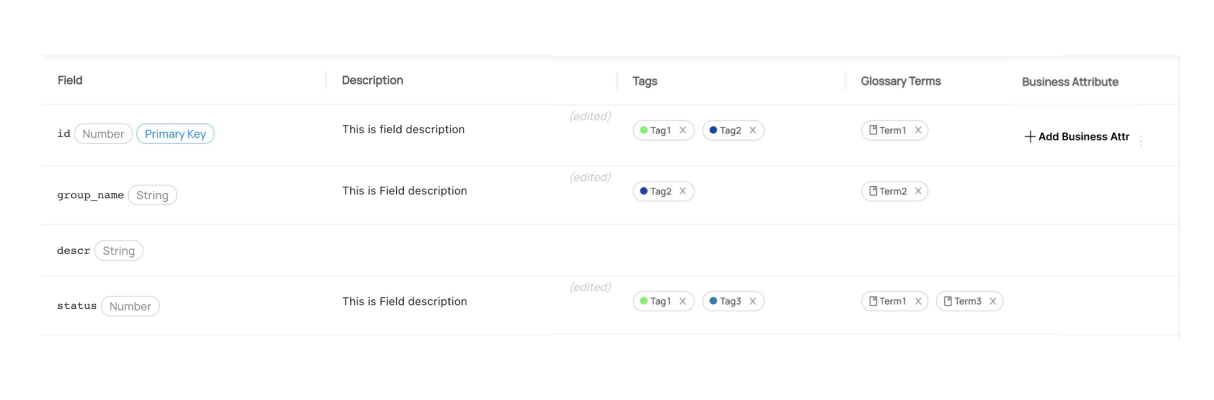 Field Description Tags Glossary Terms Business Attribute
id Number Primary Key This is field description (edited) Tag1 X Tag2 X Term1 X + Add Business Attr
group_name String This is Field description (edited) Tag2 X Term2 X
descr String
status Number This is Field description (edited) Tag1 X Tag3 X Term1 X Term3 X